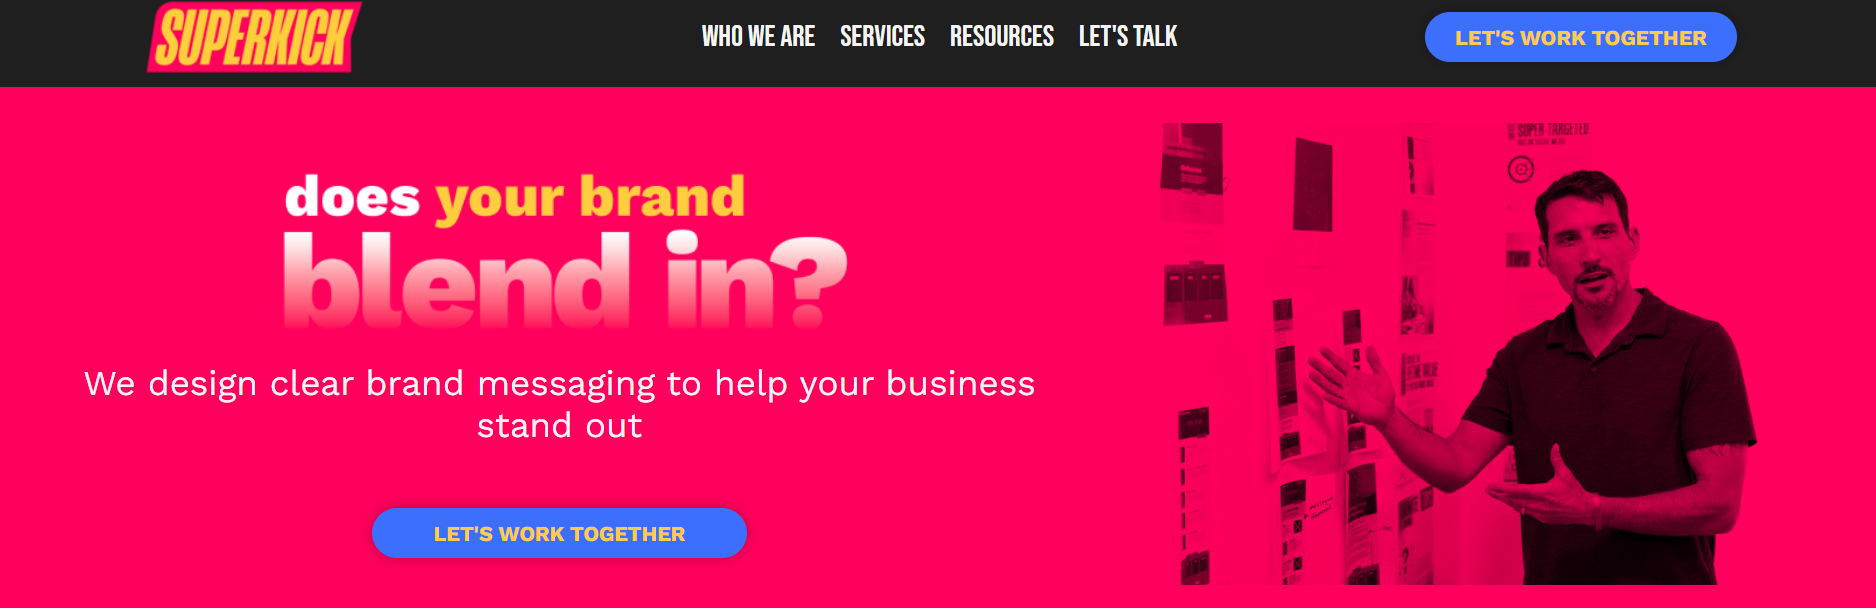 SUPERKICK
WHO WE ARE
SERVICES
RESOURCES
LET'S TALK
LET'S WORK TOGETHER
does your brand
blend in?
We design clear brand messaging to help your business
stand out
LET'S WORK TOGETHER
SUPER-TARGETED